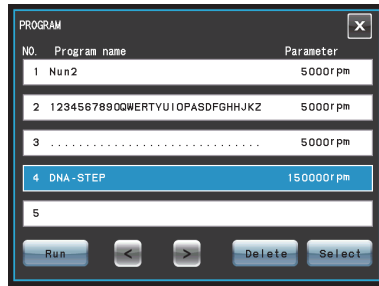 PROGRAM X
NO. Program name Parameter
1 Nun2 5000rpm
2 1234567890QWERTYUIOPASDFGHHJKZ 5000rpm
3 .............................. 5000rpm
4 DNA-STEP 150000rpm
5
Run < > Delete Select